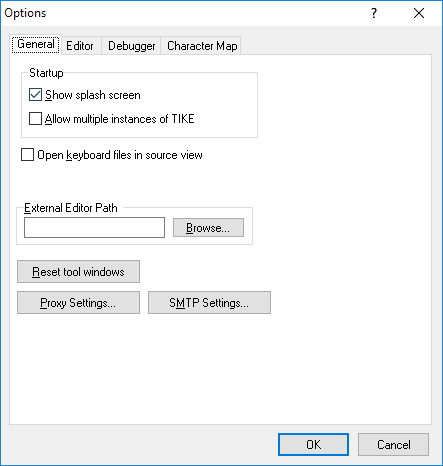 Options
General Editor Debugger Character Map
Startup
Show splash screen
Allow multiple instances of TIKE
Open keyboard files in source view
External Editor Path
Browse...
Reset tool windows
Proxy Settings... SMTP Settings...
OK Cancel